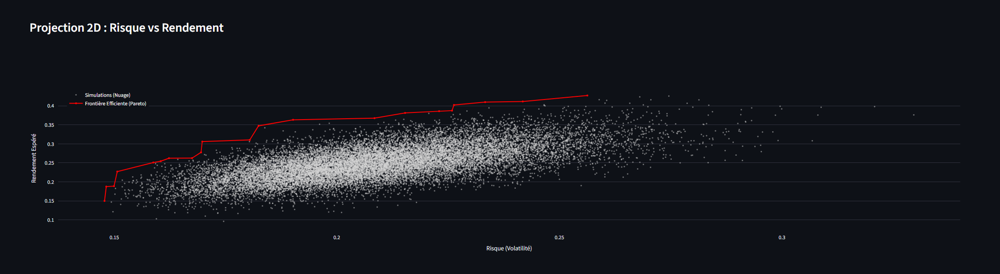 Projection 2D : Risque vs Rendement
Simulations (Nuage)
Frontière Efficiente (Pareto)
Rendement Espéré
0.4
0.35
0.3
0.25
0.2
0.15
0.1
0.15
0.2
0.25
0.3
Risque (Volatilité)